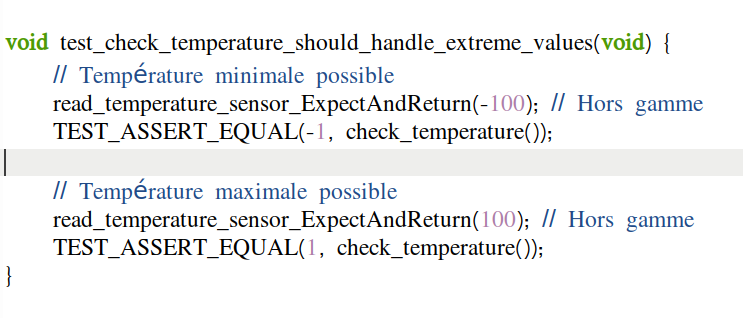 void test_check_temperature_should_handle_extreme_values(void) {
// Température minimale possible
read_temperature_sensor_ExpectAndReturn(-100); // Hors gamme
TEST_ASSERT_EQUAL(-1, check_temperature());
// Température maximale possible
read_temperature_sensor_ExpectAndReturn(100); // Hors gamme
TEST_ASSERT_EQUAL(1, check_temperature());
}